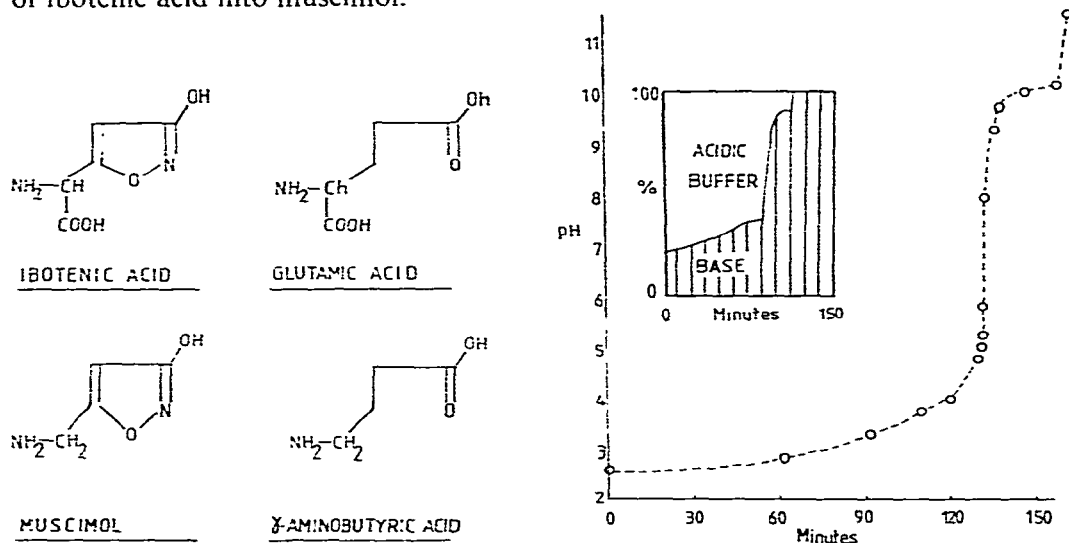 of ibotenic acid into muscimol.
OH
N
O
NH2-CH
COOH
IBOTENIC ACID
Oh
O
NH2-Ch
COOH
GLUTAMIC ACID
OH
N
O
NH2-CH2
MUSCIMOL
OH
O
NH2-CH2
γ-AMINOBUTYRIC ACID
pH
11
10
9
8
7
6
5
4
3
2
0
30
60
90
120
150
Minutes
100
%
0
ACIDIC
BUFFER
BASE
0
Minutes
150